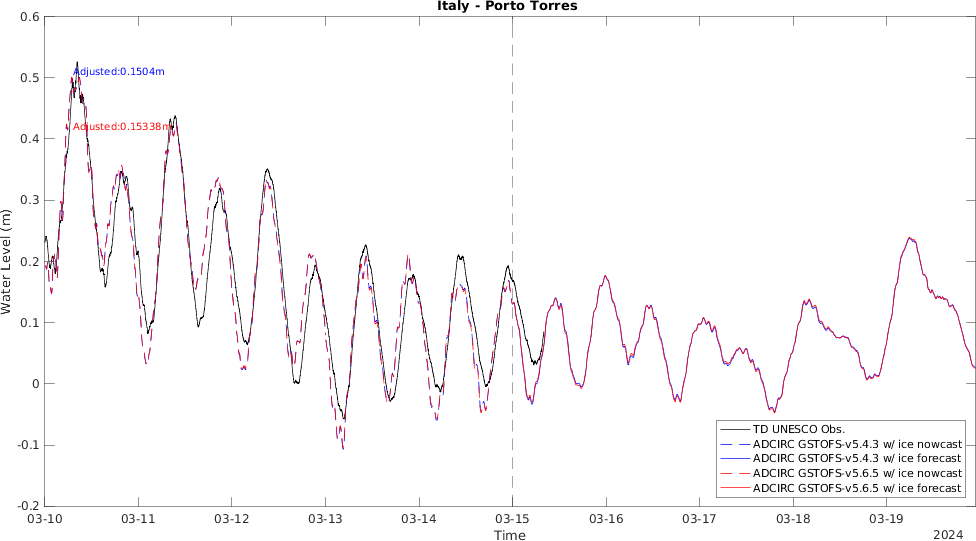 Italy - Porto Torres
0.6
0.5
0.4
0.3
0.2
0.1
0
-0.1
-0.2
Water Level (m)
Adjusted:0.1504m
Adjusted:0.15338m
TD UNESCO Obs.
ADCIRC GSTOFS-v5.4.3 w/ ice nowcast
ADCIRC GSTOFS-v5.4.3 w/ ice forecast
ADCIRC GSTOFS-v5.6.5 w/ ice nowcast
ADCIRC GSTOFS-v5.6.5 w/ ice forecast
03-10 03-11 03-12 03-13 03-14 03-15 03-16 03-17 03-18 03-19
Time
2024